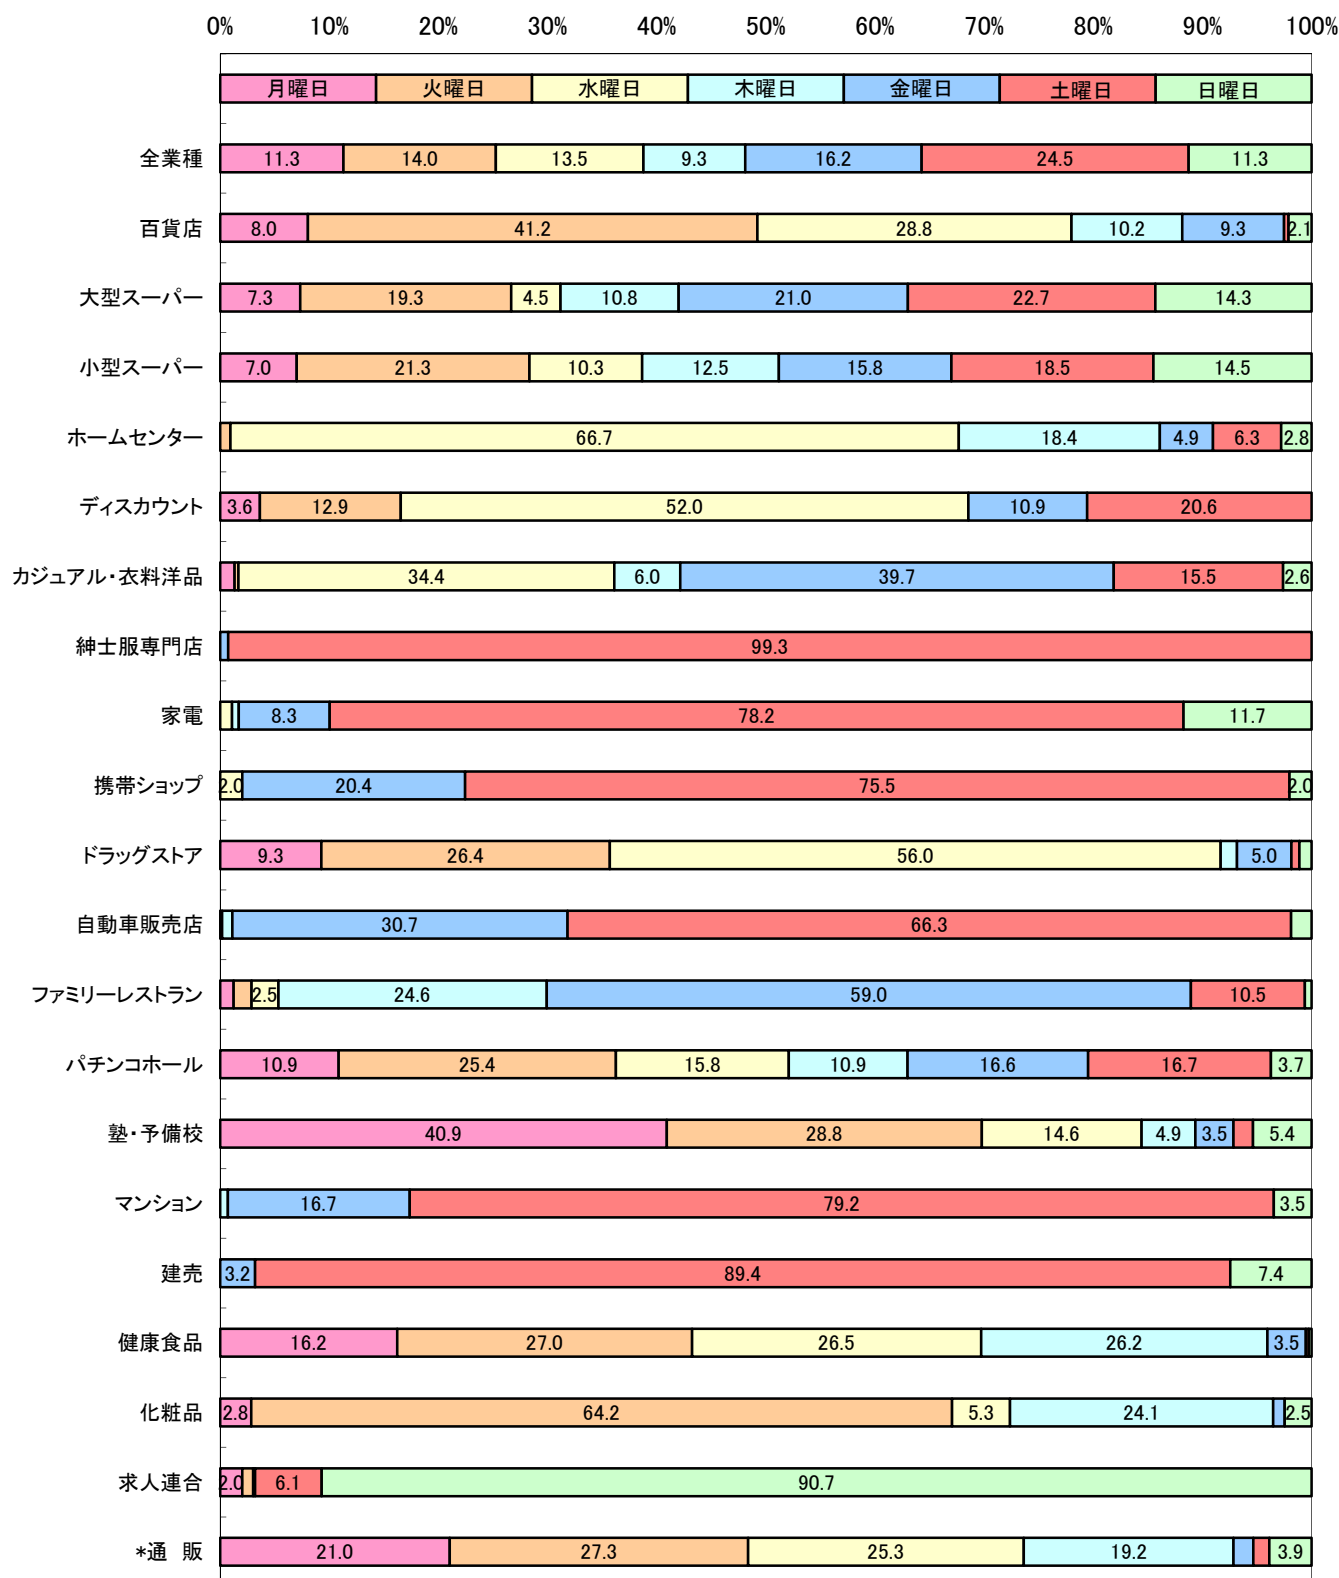 0% 10% 20% 30% 40% 50% 60% 70% 80% 90% 100%
月曜日 火曜日 水曜日 木曜日 金曜日 土曜日 日曜日
全業種 11.3 14.0 13.5 9.3 16.2 24.5 11.3
百貨店 8.0 41.2 28.8 10.2 9.3 2.1
大型スーパー 7.3 19.3 4.5 10.8 21.0 22.7 14.3
小型スーパー 7.0 21.3 10.3 12.5 15.8 18.5 14.5
ホームセンター 66.7 18.4 4.9 6.3 2.8
ディスカウント 3.6 12.9 52.0 10.9 20.6
カジュアル・衣料洋品 34.4 6.0 39.7 15.5 2.6
紳士服専門店 99.3
家電 8.3 78.2 11.7
携帯ショップ 2.0 20.4 75.5 2.0
ドラッグストア 9.3 26.4 56.0 5.0
自動車販売店 30.7 66.3
ファミリーレストラン 2.5 24.6 59.0 10.5
パチンコホール 10.9 25.4 15.8 10.9 16.6 16.7 3.7
塾・予備校 40.9 28.8 14.6 4.9 3.5 5.4
マンション 16.7 79.2 3.5
建売 3.2 89.4 7.4
健康食品 16.2 27.0 26.5 26.2 3.5
化粧品 2.8 64.2 5.3 24.1 2.5
求人連合 2.0 6.1 90.7
*通　販 21.0 27.3 25.3 19.2 3.9